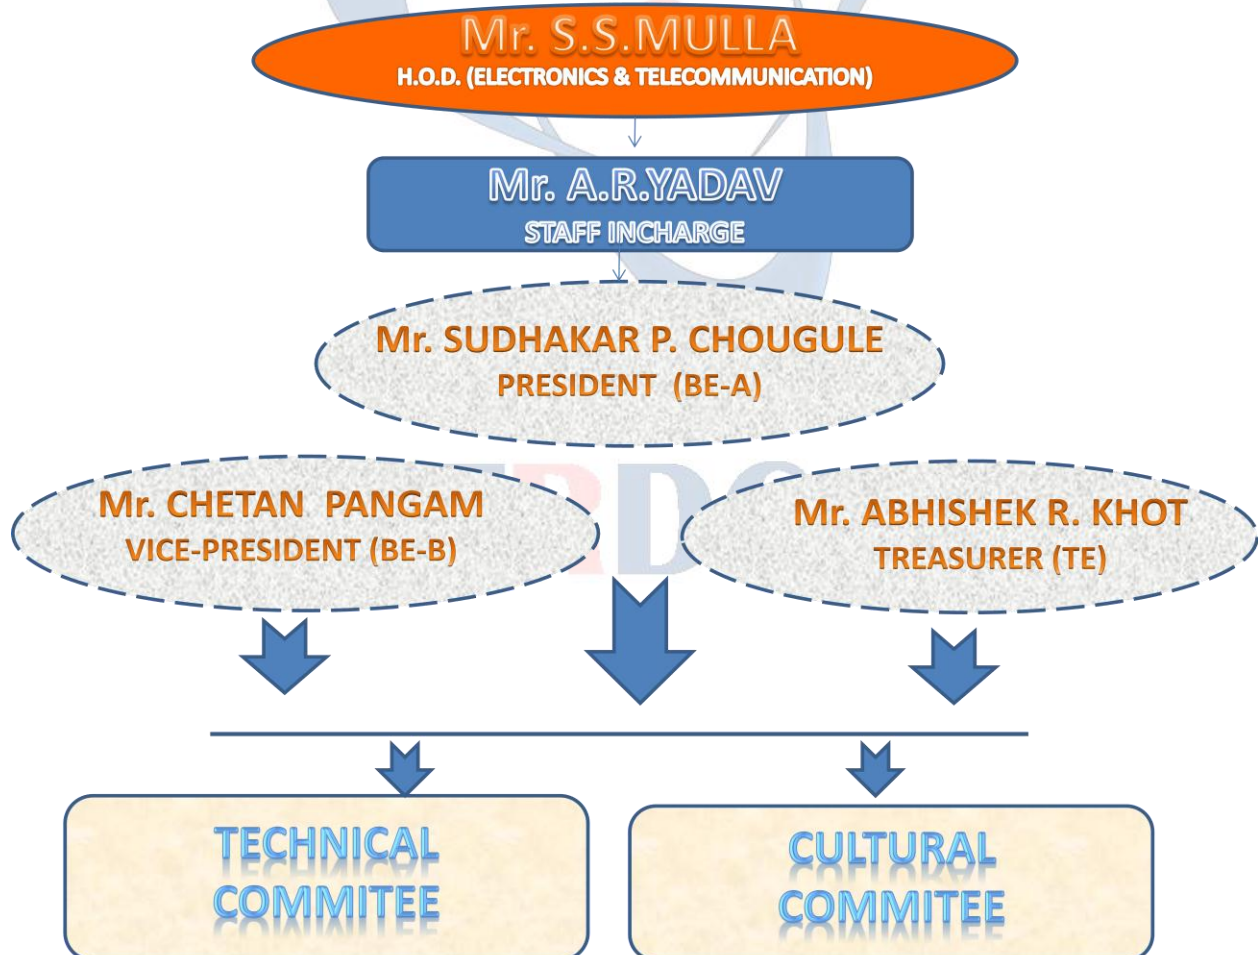 Mr. S.S.MULLA
H.O.D. (ELECTRONICS & TELECOMMUNICATION)
Mr. A.R.YADAV
STAFF INCHARGE
Mr. SUDHAKAR P. CHOUGULE
PRESIDENT (BE-A)
Mr. CHETAN PANGAM
VICE-PRESIDENT (BE-B)
Mr. ABHISHEK R. KHOT
TREASURER (TE)
TECHNICAL
COMMITEE
CULTURAL
COMMITEE